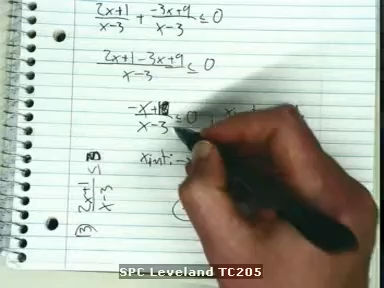 2x+1/x-3 + -3x+9/x-3 ≤ 0
2x+1-3x+9/x-3 ≤ 0
-x+10/x-3 ≤ 0
x int: -x
2x+1/x-3 ≤
SPC Leveland TC205